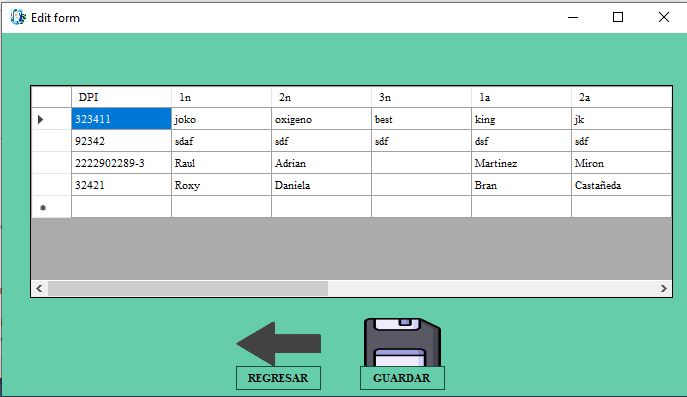 Edit form
DPI 1n 2n 3n 1a 2a
323411 joko oxigeno best king jk
92342 sdaf sdf sdf dsf sdf
2222902289-3 Raul Adrian Martinez Miron
32421 Roxy Daniela Bran Castañeda
REGRESAR GUARDAR